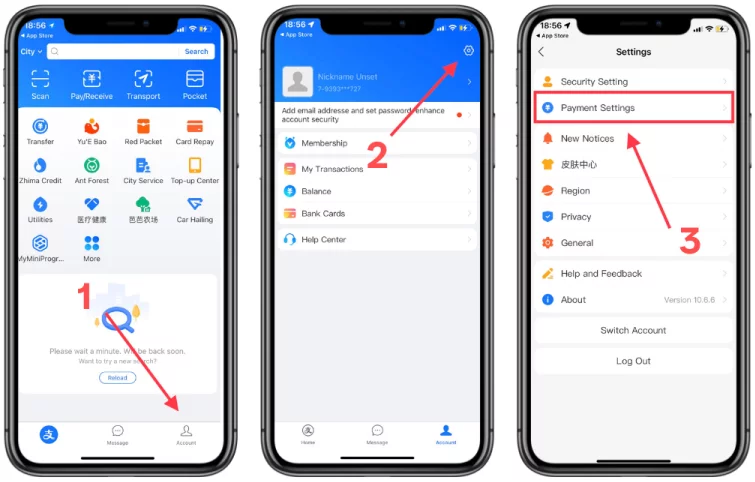 18:56
App Store
City
Search
Scan
Pay/Receive
Transport
Pocket
Transfer
Yu'E Bao
Red Packet
Card Repay
Zhima Credit
Ant Forest
City Service
Top-up Center
Utilities
医疗健康
芭芭农场
Car Hailing
MyMiniProgr...
More
1
Please wait a minute. Will be back soon.
Want to try a new search?
Reload
支
Message
Account
18:56
App Store
Nickname Unset
7-9393***727
Add email addresse and set password, enhance
account security
2
Membership
My Transactions
Balance
Bank Cards
Help Center
Home
Message
Account
18:56
App Store
Settings
Security Setting
Payment Settings
New Notices
皮肤中心
Region
3
Privacy
General
Help and Feedback
About
Version 10.6.6
Switch Account
Log Out